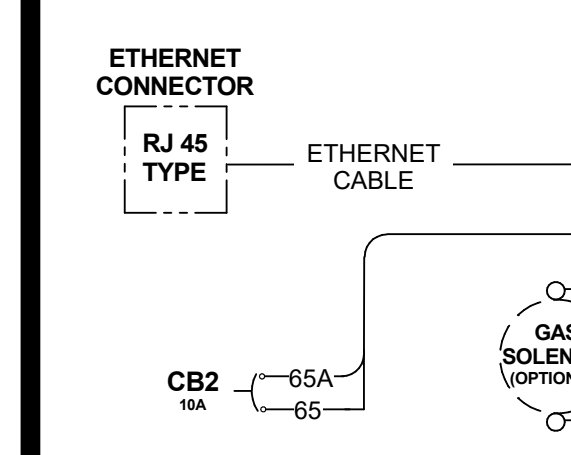 ETHERNET
CONNECTOR
RJ 45
TYPE
ETHERNET
CABLE
CB2
10A
65A
65